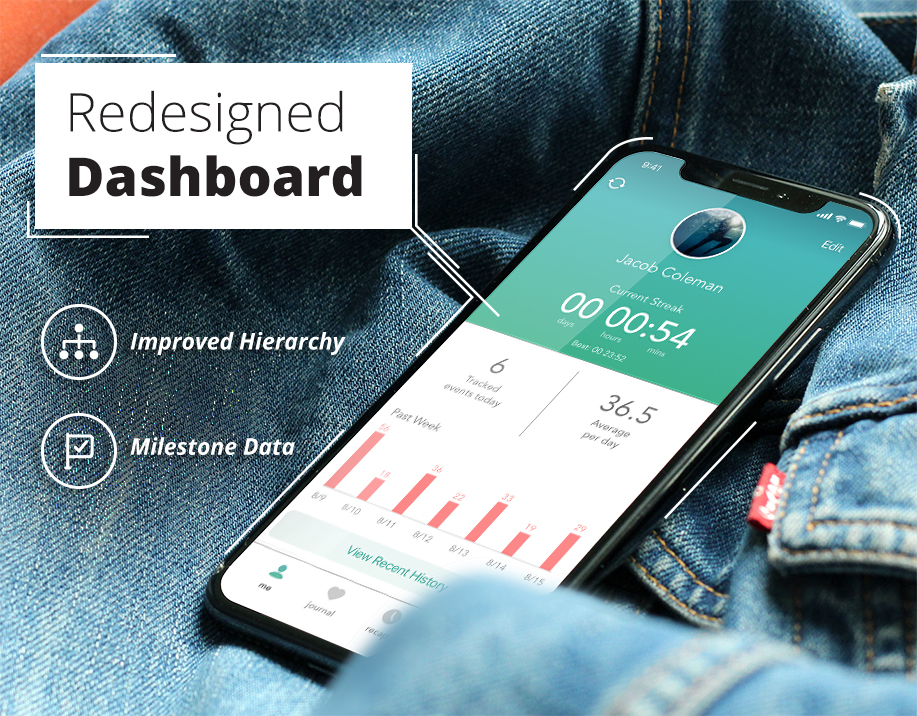 Redesigned
Dashboard
Improved Hierarchy
Milestone Data
9:41
Edit
Jacob Coleman
Current Streak
00 00:54
days hours mins
Best: 00 23:52
6
Tracked
events today
36.5
Average
per day
Past Week
56 18 36 22 33 19 29
8/9 8/10 8/11 8/12 8/13 8/14 8/15
View Recent History
me journal